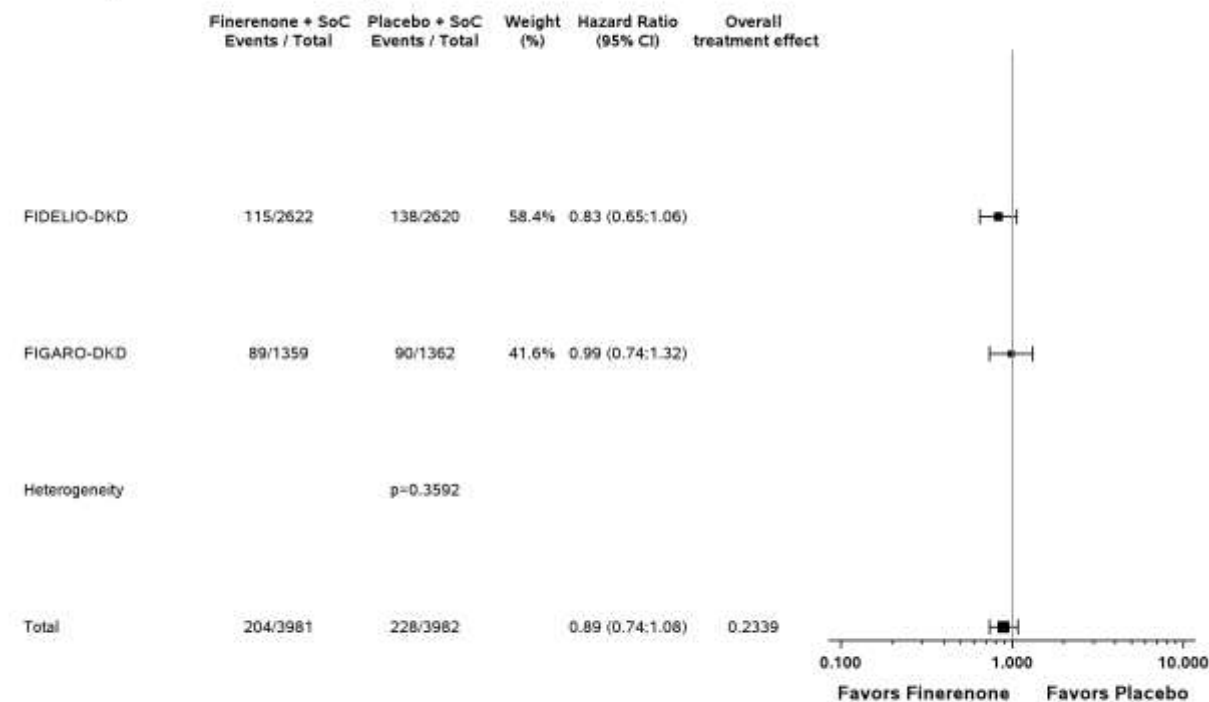 Finerenone + SoC Placebo + SoC Weight Hazard Ratio Overall
Events / Total Events / Total (%) (95% CI) treatment effect
FIDELIO-DKD 115/2622 138/2620 58.4% 0.83 (0.65;1.06)
FIGARO-DKD 89/1359 90/1362 41.6% 0.99 (0.74;1.32)
Heterogeneity p=0.3592
Total 204/3981 228/3982 0.89 (0.74;1.08) 0.2339
0.100 1.000 10.000
Favors Finerenone Favors Placebo